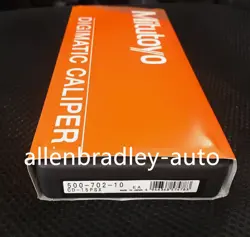 Mitutoyo
DIGIMATIC CALIPER
allenbradley-auto
500-702-10
CD-15PSX